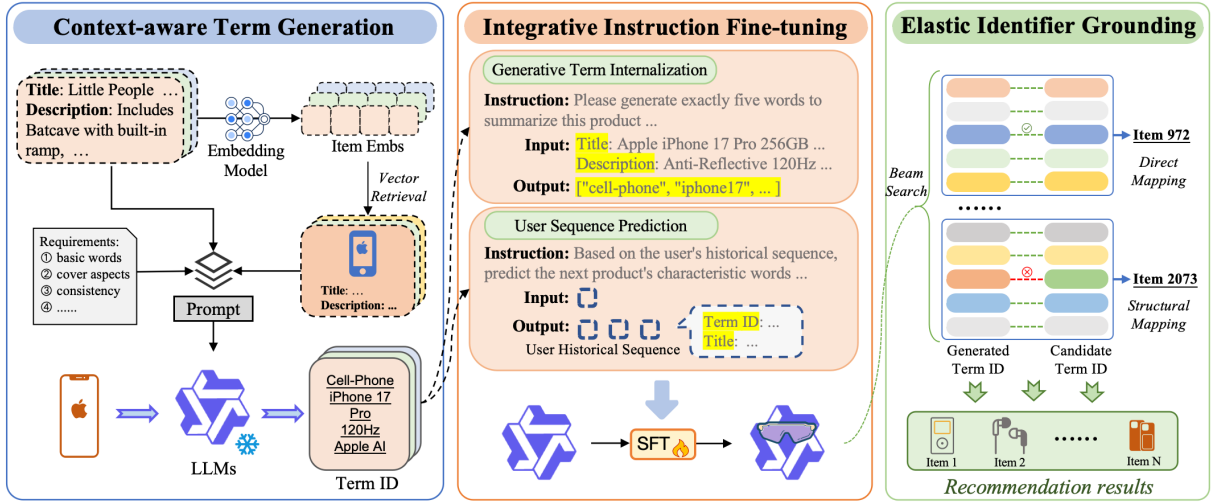 Context-aware Term Generation
Title: Little People ...
Description: Includes
Batcave with built-in
ramp, ...
Embedding
Model
Item Embs
Vector
Retrieval
Requirements:
① basic words
② cover aspects
③ consistency
④ ......
Title: ...
Description: ...
Prompt
LLMs
Cell-Phone
iPhone 17
Pro
120Hz
Apple AI
Term ID
Integrative Instruction Fine-tuning
Generative Term Internalization
Instruction: Please generate exactly five words to
summarize this product ...
Input: Title: Apple iPhone 17 Pro 256GB ...
Description: Anti-Reflective 120Hz ...
Output: ["cell-phone", "iphone17", ... ]
User Sequence Prediction
Instruction: Based on the user's historical sequence,
predict the next product's characteristic words ...
Input:
Output:
User Historical Sequence
Term ID: ...
Title: ...
SFT
Elastic Identifier Grounding
Beam
Search
Item 972
Direct
Mapping
......
Item 2073
Structural
Mapping
Generated
Term ID
Candidate
Term ID
Item 1
Item 2
......
Item N
Recommendation results